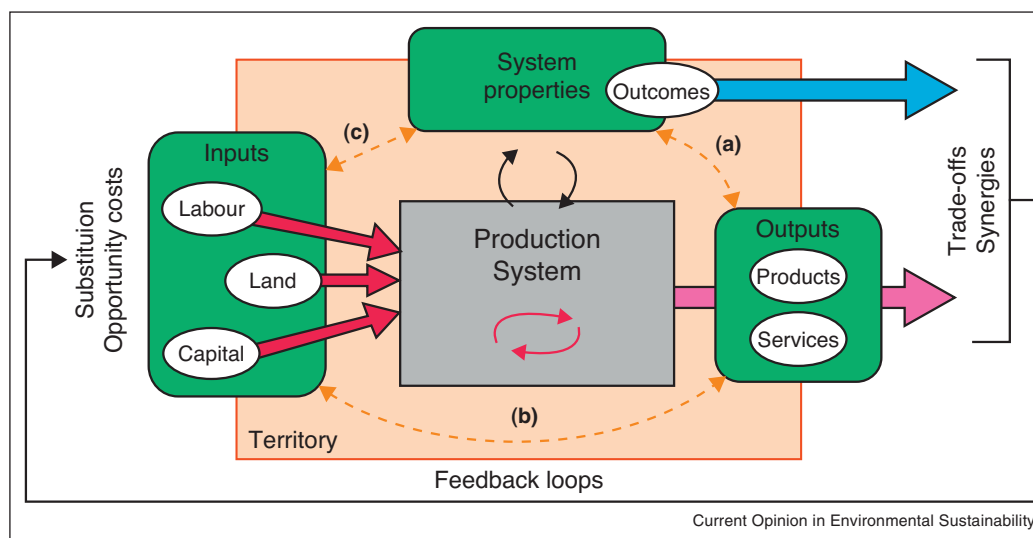 System
properties
Outcomes
(c)
(a)
Inputs
Labour
Land
Capital
Production
System
Outputs
Products
Services
(b)
Territory
Substituion
Opportunity costs
Trade-offs
Synergies
Feedback loops
Current Opinion in Environmental Sustainability